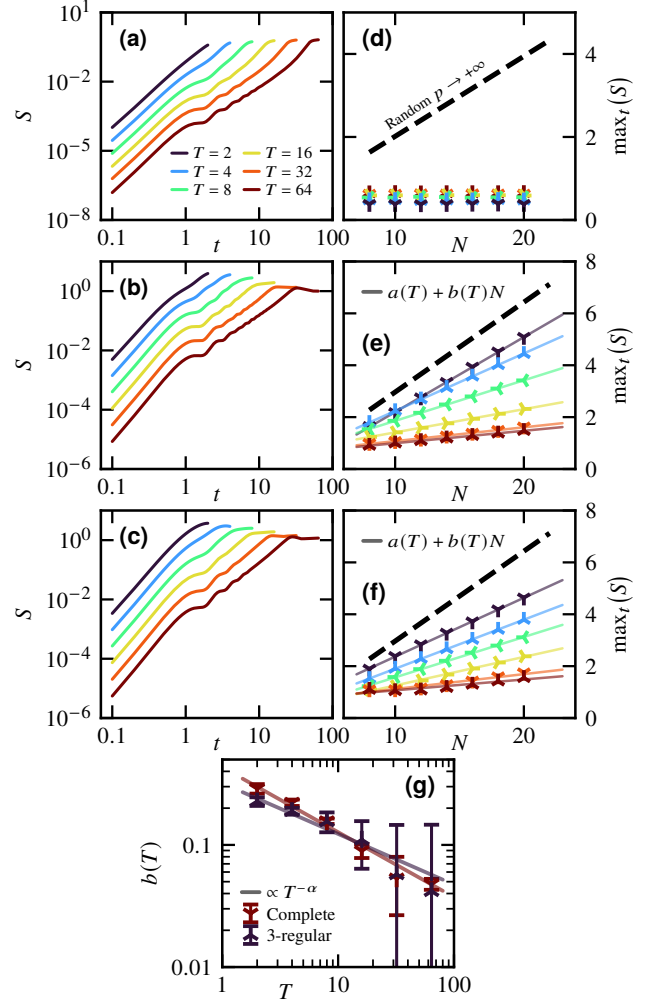 (a)
S
10^1
10^-2
10^-5
10^-8
T = 2
T = 4
T = 8
T = 16
T = 32
T = 64
0.1
1
10
100
t
(d)
Random p → +∞
max_t(S)
4
2
0
10
20
N
(b)
S
10^0
10^-2
10^-4
10^-6
0.1
1
10
100
t
(e)
a(T) + b(T)N
max_t(S)
8
6
4
2
0
10
20
N
(c)
S
10^0
10^-2
10^-4
10^-6
0.1
1
10
100
t
(f)
a(T) + b(T)N
max_t(S)
8
6
4
2
0
10
20
N
(g)
b(T)
0.1
0.01
∝ T^-α
Complete
3-regular
1
10
100
T